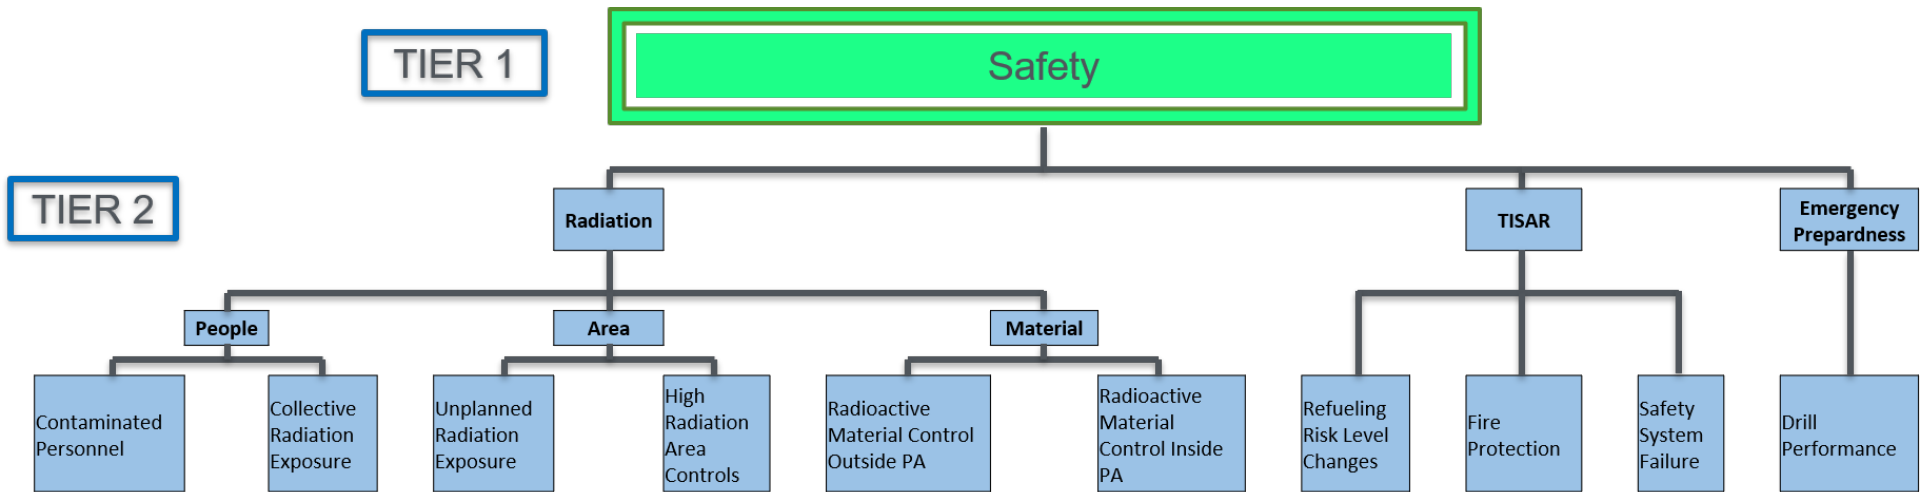 TIER 1
Safety
TIER 2
Radiation
TISAR
Emergency
Prepardness
People
Area
Material
Contaminated
Personnel
Collective
Radiation
Exposure
Unplanned
Radiation
Exposure
High
Radiation
Area
Controls
Radioactive
Material Control
Outside PA
Radioactive
Material
Control Inside
PA
Refueling
Risk Level
Changes
Fire
Protection
Safety
System
Failure
Drill
Performance